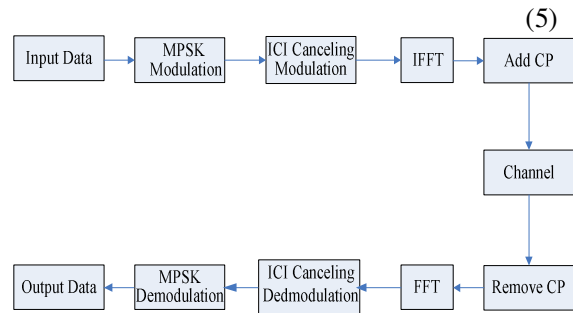 (5)
Input Data
MPSK
Modulation
ICI Canceling
Modulation
IFFT
Add CP
Channel
Output Data
MPSK
Demodulation
ICI Canceling
Dedmodulation
FFT
Remove CP